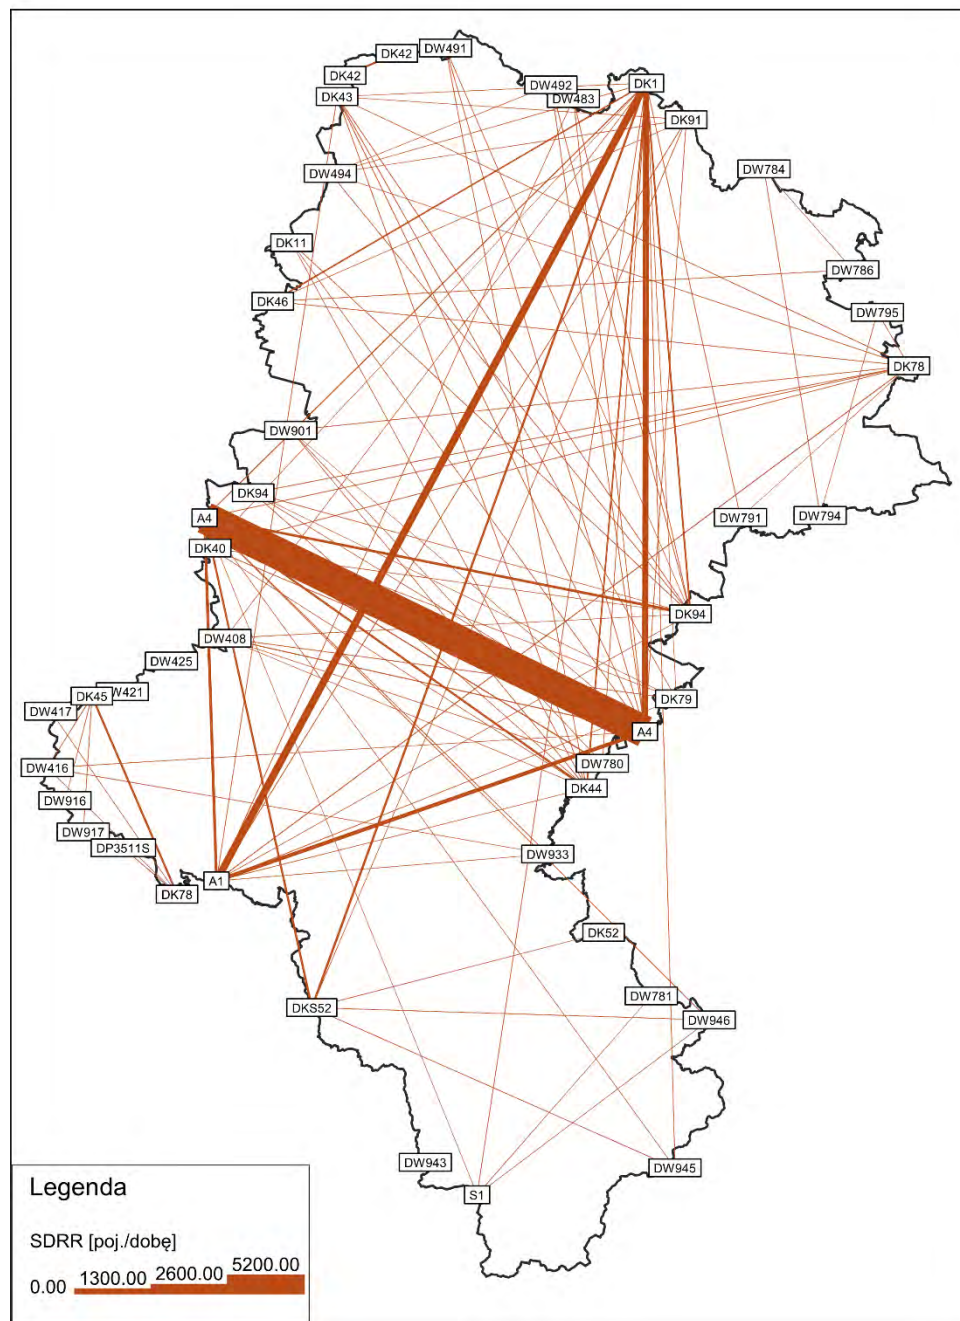 DW491
DK42
DK42
DW492
DK1
DK43
DW483
DK91
DW784
DW494
DK11
DW786
DK46
DW795
DK78
DW901
DK94
A4
DW791
DW794
DK40
DK94
DW408
DW425
DW421
DK45
DK79
DW417
A4
DW780
DW416
DK44
DW916
DW917
DP3511S
DW933
A1
DK78
DK52
DW781
DKS52
DW946
DW943
DW945
S1
Legenda
SDRR [poj./dobę]
0.00 1300.00 2600.00 5200.00